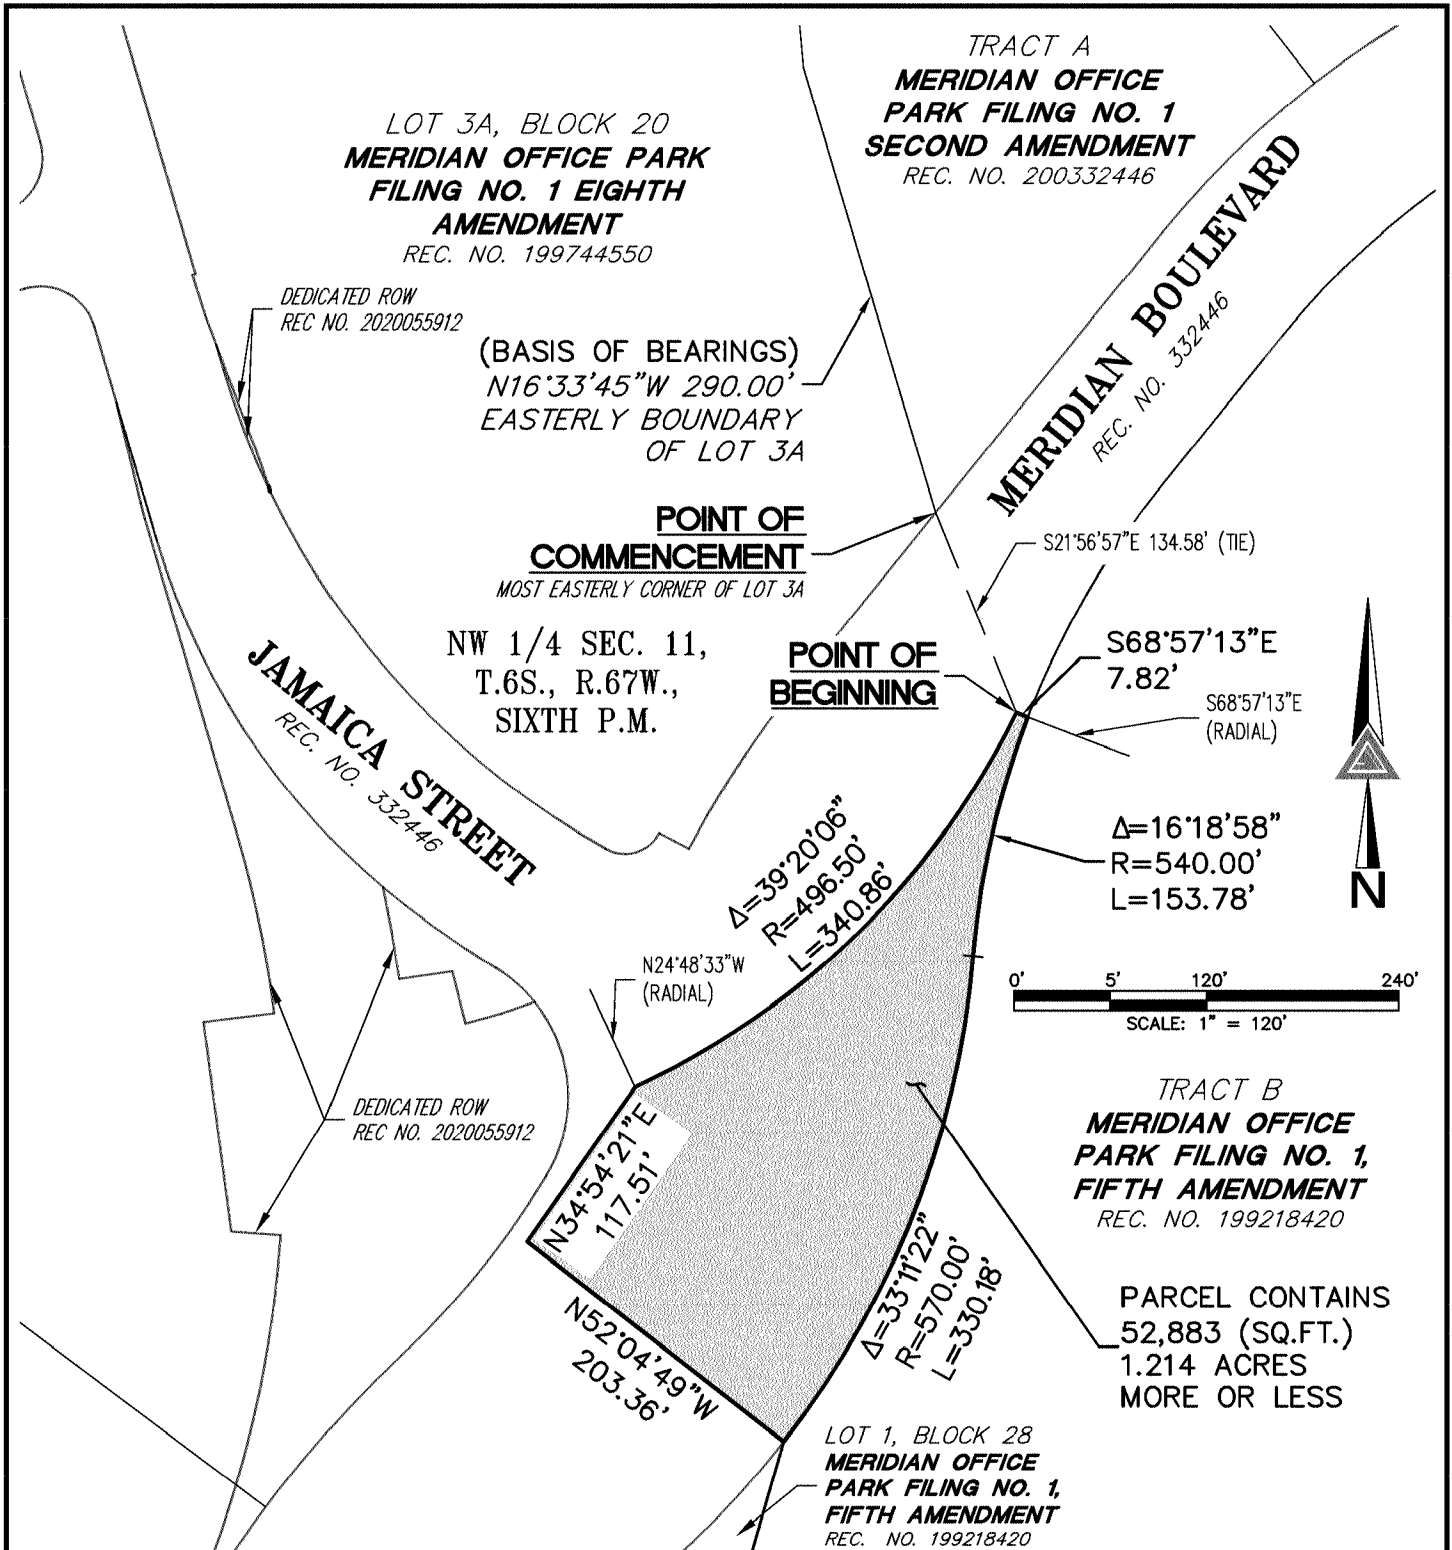 TRACT A
MERIDIAN OFFICE
PARK FILING NO. 1
SECOND AMENDMENT
REC. NO. 200332446
LOT 3A, BLOCK 20
MERIDIAN OFFICE PARK
FILING NO. 1 EIGHTH
AMENDMENT
REC. NO. 199744550
DEDICATED ROW
REC NO. 2020055912
(BASIS OF BEARINGS)
N16°33'45"W 290.00'
EASTERLY BOUNDARY
OF LOT 3A
MERIDIAN BOULEVARD
REC. NO. 332446
POINT OF
COMMENCEMENT
MOST EASTERLY CORNER OF LOT 3A
S21°56'57"E 134.58' (TIE)
NW 1/4 SEC. 11,
T.6S., R.67W.,
SIXTH P.M.
POINT OF
BEGINNING
S68°57'13"E
7.82'
S68°57'13"E
(RADIAL)
JAMAICA STREET
REC. NO. 332446
Δ=39°20'06"
R=496.50'
L=340.86'
Δ=16°18'58"
R=540.00'
L=153.78'
N
N24°48'33"W
(RADIAL)
0' 5' 120' 240'
SCALE: 1" = 120'
DEDICATED ROW
REC NO. 2020055912
TRACT B
MERIDIAN OFFICE
PARK FILING NO. 1,
FIFTH AMENDMENT
REC. NO. 199218420
N34°54'21"E
117.51'
Δ=33°11'22"
R=570.00'
L=330.18'
N52°04'49"W
203.36'
PARCEL CONTAINS
52,883 (SQ.FT.)
1.214 ACRES
MORE OR LESS
LOT 1, BLOCK 28
MERIDIAN OFFICE
PARK FILING NO. 1,
FIFTH AMENDMENT
REC. NO. 199218420